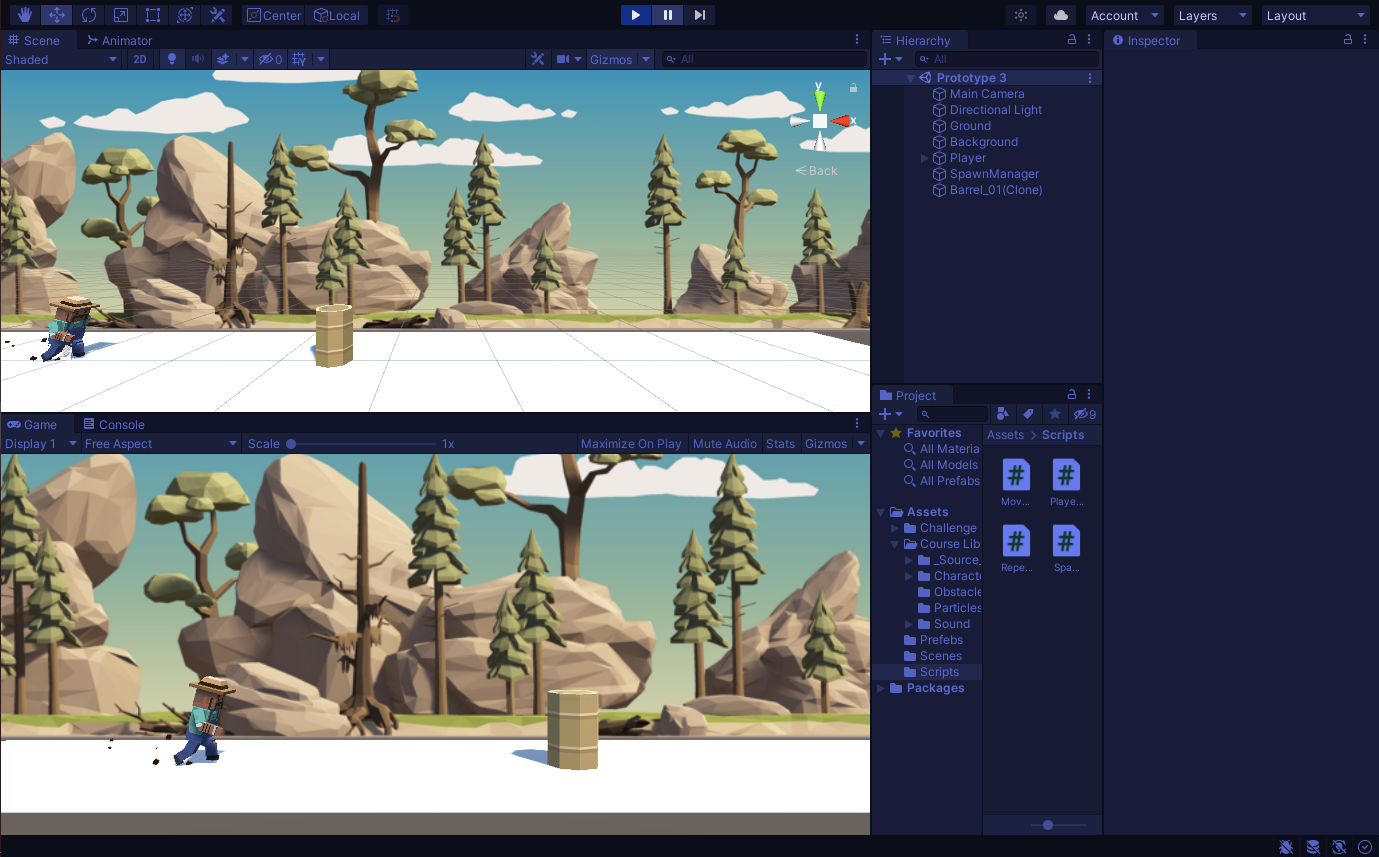 Center Local Account Layers Layout
Scene Animator
Shaded 2D 0 Gizmos All
y
x
Back
Hierarchy
All
Prototype 3
Main Camera
Directional Light
Ground
Background
Player
SpawnManager
Barrel_01(Clone)
Inspector
Game Console
Display 1 Free Aspect Scale 1x Maximize On Play Mute Audio Stats Gizmos
Project
9
Favorites
All Materia
All Models
All Prefabs
Assets
Challenge
Course Lib
_Source_
Characte
Obstacle
Particles
Sound
Prefebs
Scenes
Scripts
Packages
Assets > Scripts
# #
Mov... Playe...
# #
Repe... Spa...